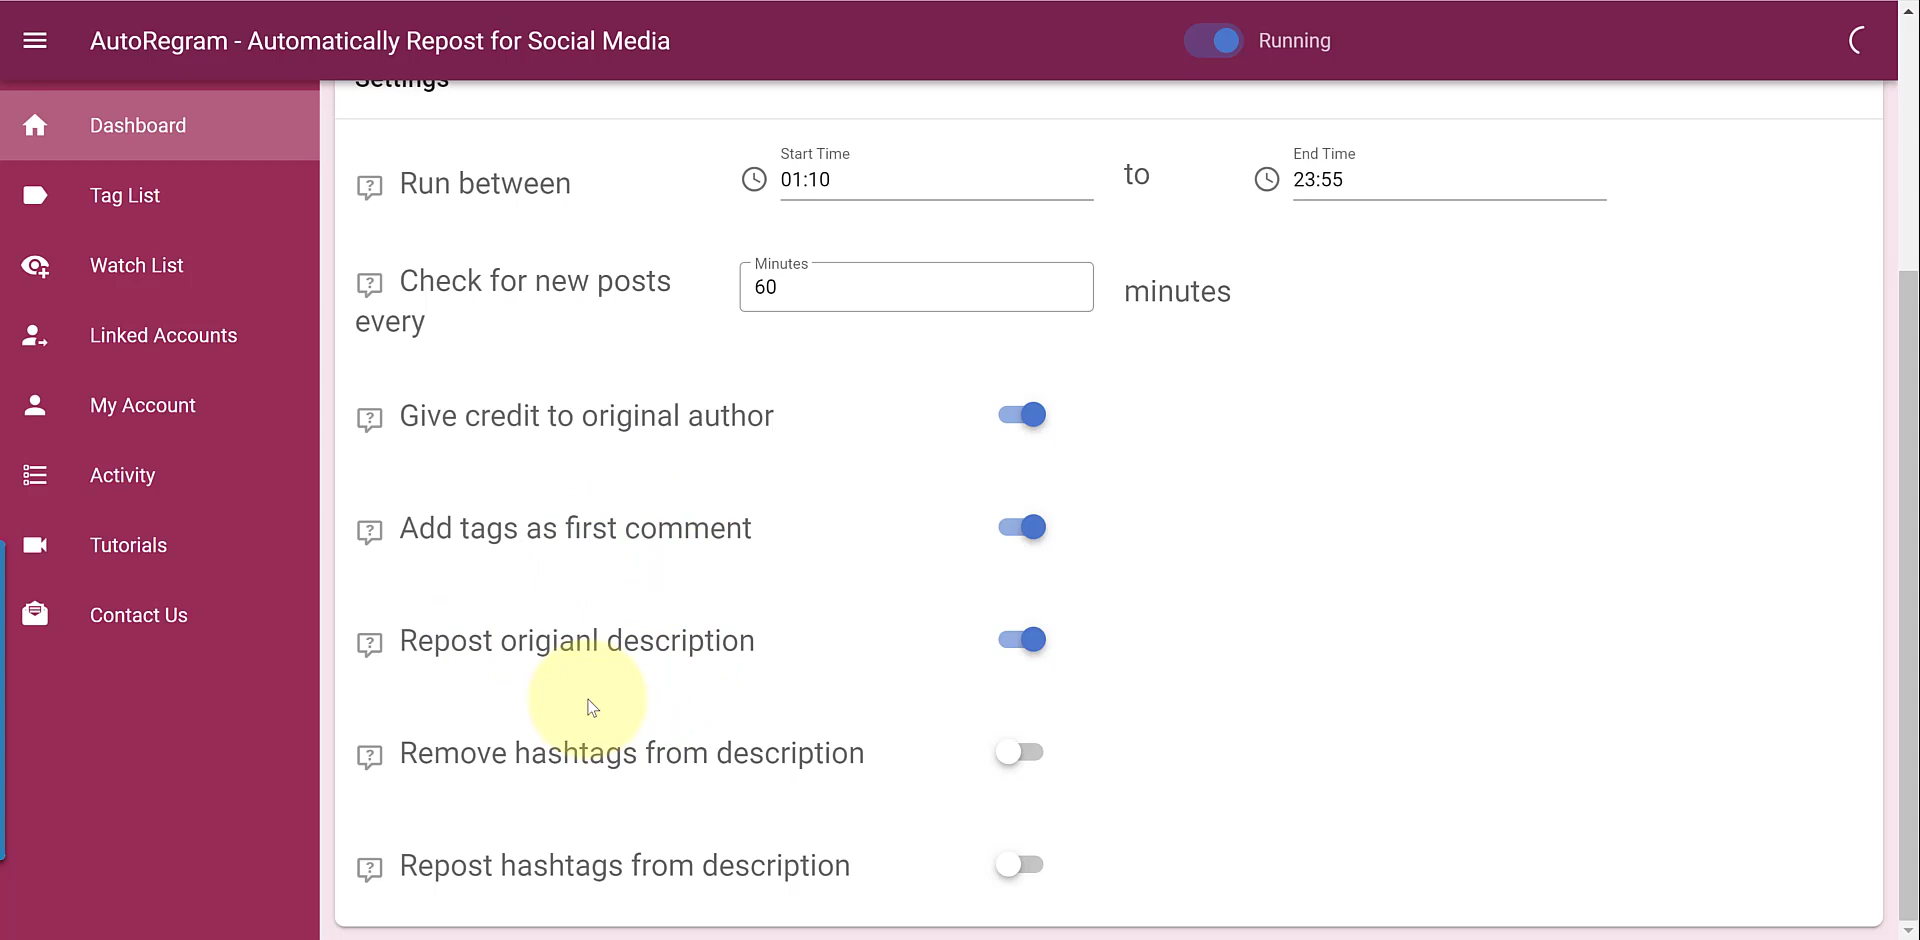 AutoRegram - Automatically Repost for Social Media
Running
Settings
Dashboard
Tag List
Watch List
Linked Accounts
My Account
Activity
Tutorials
Contact Us
Run between
Start Time
01:10
to
End Time
23:55
Check for new posts
every
Minutes
60
minutes
Give credit to original author
Add tags as first comment
Repost origianl description
Remove hashtags from description
Repost hashtags from description